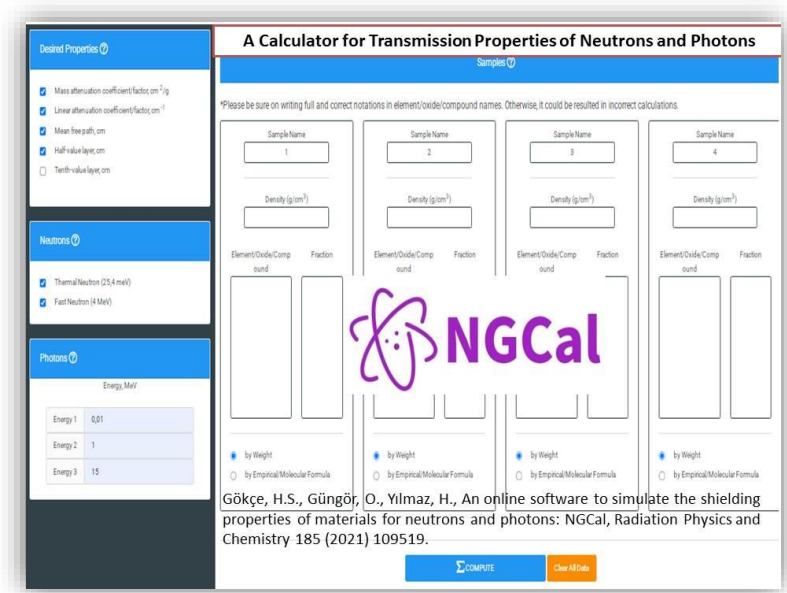 A Calculator for Transmission Properties of Neutrons and Photons
Desired Properties
Mass attenuation coefficient/factor, cm ²/g
Linear attenuation coefficient/factor, cm ⁻¹
Mean free path, cm
Half-value layer, cm
Tenth-value layer, cm
Neutrons
Thermal Neutron (25,4 meV)
Fast Neutron (4 MeV)
Photons
Energy, MeV
Energy 1 0,01
Energy 2 1
Energy 3 15
Samples
*Please be sure on writing full and correct notations in element/oxide/compound names. Otherwise, it could be resulted in incorrect calculations.
Sample Name Sample Name Sample Name Sample Name
1 2 3 4
Density (g/cm³) Density (g/cm³) Density (g/cm³) Density (g/cm³)
Element/Oxide/Comp Fraction Element/Oxide/Comp Fraction Element/Oxide/Comp Fraction Element/Oxide/Comp Fraction
ound ound ound ound
NGCal
by Weight by Weight by Weight by Weight
by Empirical/Molecular Formula by Empirical/Molecular Formula by Empirical/Molecular Formula by Empirical/Molecular Formula
Gökçe, H.S., Güngör, O., Yılmaz, H., An online software to simulate the shielding
properties of materials for neutrons and photons: NGCal, Radiation Physics and
Chemistry 185 (2021) 109519.
Σ COMPUTE Clear All Data